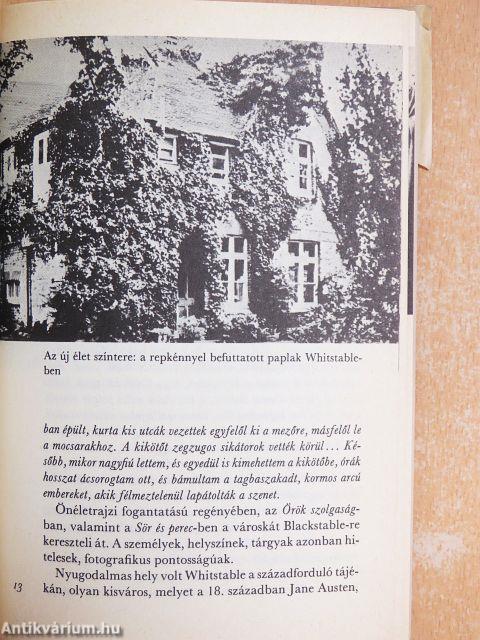 Az új élet színtere: a repkénnyel befuttatott paplak Whitstable-
ben
ban épült, kurta kis utcák vezettek egyfelől ki a mezőre, másfelől le
a mocsarakhoz. A kikötőt zegzugos sikátorok vették körül... Ké-
sőbb, mikor nagyfiú lettem, és egyedül is kimehettem a kikötőbe, órák
hosszat ácsorogtam ott, és bámultam a tagbaszakadt, kormos arcú
embereket, akik félmeztelenül lapátolták a szenet.
Önéletrajzi fogantatású regényében, az Örök szolgaság-
ban, valamint a Sör és perec-ben a városkát Blackstable-re
kereszteli át. A személyek, helyszínek, tárgyak azonban hi-
telesek, fotografikus pontosságúak.
Nyugodalmas hely volt Whitstable a századforduló tájé-
kán, olyan kisváros, melyet a 18. században Jane Austen,
13
Antikvárium.hu